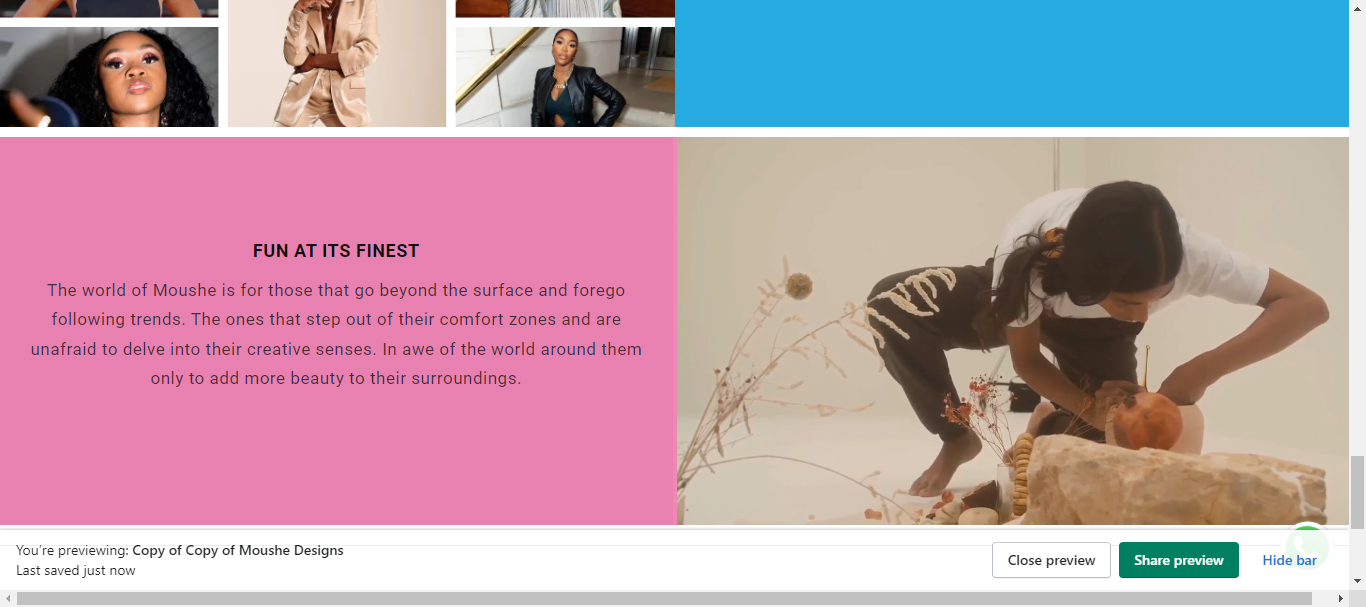 FUN AT ITS FINEST
The world of Moushe is for those that go beyond the surface and forego
following trends. The ones that step out of their comfort zones and are
unafraid to delve into their creative senses. In awe of the world around them
only to add more beauty to their surroundings.
You're previewing: Copy of Copy of Moushe Designs
Last saved just now
Close preview
Share preview
Hide bar